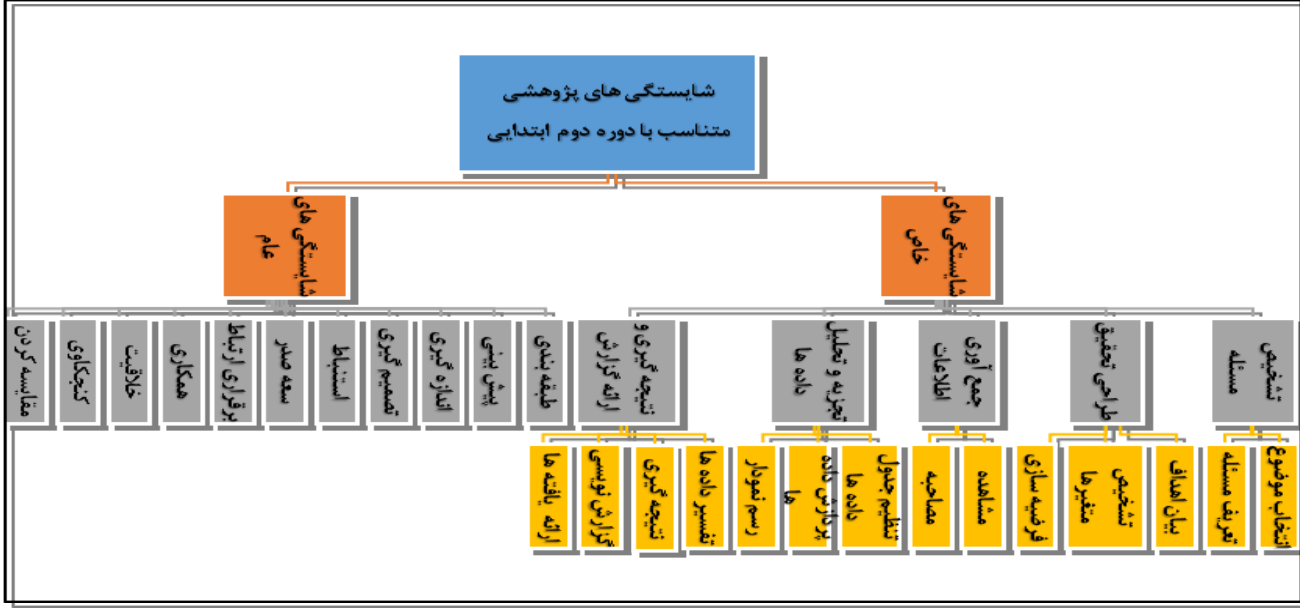 شایستگی های پژوهشی
متناسب با دوره دوم ابتدایی
شایستگی های
خاص
شایستگی های
عام
تشخیص
مسئله
طراحی تحقیق
جمع آوری
اطلاعات
تجزیه و تحلیل
داده ها
نتیجه گیری و
ارائه گزارش
طبقه بندی
پیش بینی
اندازه گیری
تصمیم گیری
استنباط
سعه صدر
برقراری ارتباط
همکاری
خلاقیت
کنجکاوی
مقایسه کردن
انتخاب موضوع
تعریف مسئله
بیان اهداف
تشخیص
متغیرها
فرضیه سازی
مشاهده
مصاحبه
تنظیم جدول
داده ها
پردازش داده
ها
رسم نمودار
تفسیر داده ها
نتیجه گیری
گزارش نویسی
ارائه یافته ها